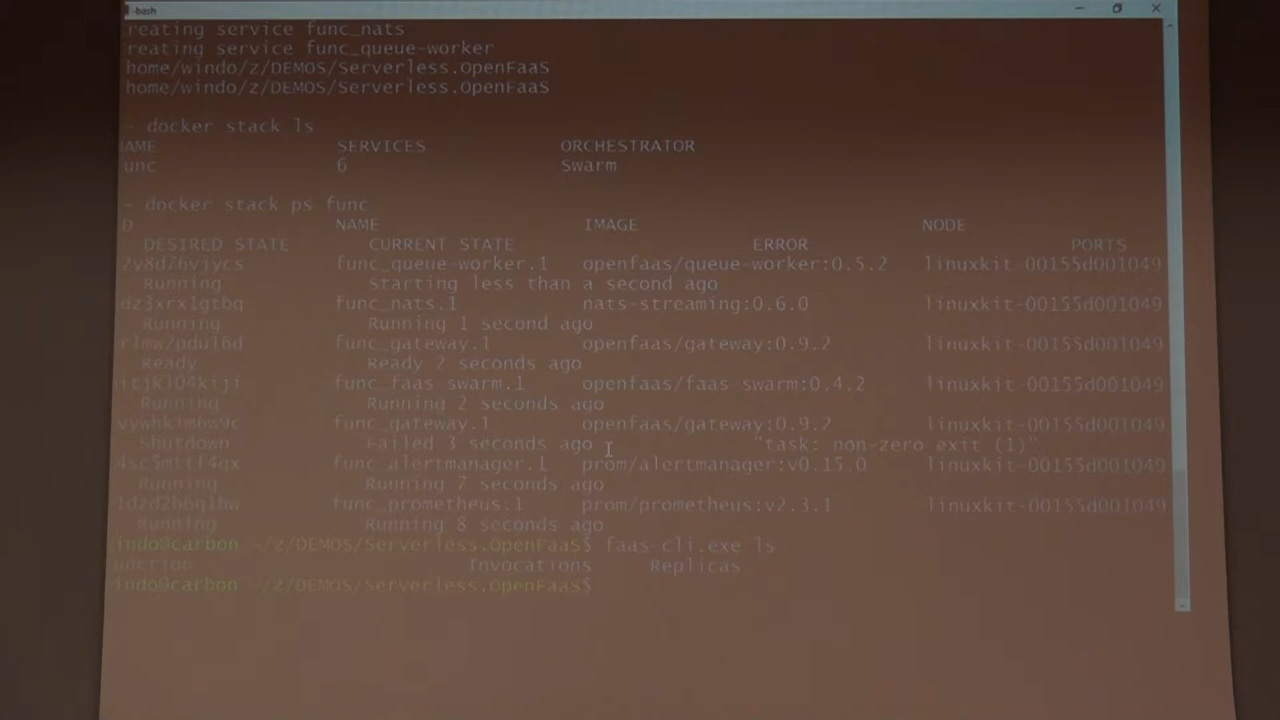 -bash
reating service func_nats
reating service func_queue-worker
home/windo/z/DEMOS/Serverless.OpenFaaS
home/windo/z/DEMOS/Serverless.OpenFaaS
- docker stack ls
AME SERVICES ORCHESTRATOR
unc 6 Swarm
- docker stack ps func
D NAME IMAGE NODE
DESIRED STATE CURRENT STATE ERROR PORTS
func_queue-worker.1 openfaas/queue-worker:0.5.2 linuxkit-00155d001049
Running Starting less than a second ago
dz3xrx1gtbq func_nats.1 nats-streaming:0.6.0 linuxkit-00155d001049
Running Running 1 second ago
func_gateway.1 openfaas/gateway:0.9.2 linuxkit-00155d001049
Ready Ready 2 seconds ago
func_faas-swarm.1 openfaas/faas-swarm:0.4.2 linuxkit-00155d001049
Running Running 2 seconds ago
func_gateway.1 openfaas/gateway:0.9.2 linuxkit-00155d001049
Shutdown Failed 3 seconds ago "task: non-zero exit (1)"
func_alertmanager.1 prom/alertmanager:v0.15.0 linuxkit-00155d001049
Running Running 7 seconds ago
func_prometheus.1 prom/prometheus:v2.3.1 linuxkit-00155d001049
Running Running 8 seconds ago
indo@carbon ~/z/DEMOS/Serverless.OpenFaaS$ faas-cli.exe ls
unction Invocations Replicas
indo@carbon ~/z/DEMOS/Serverless.OpenFaaS$